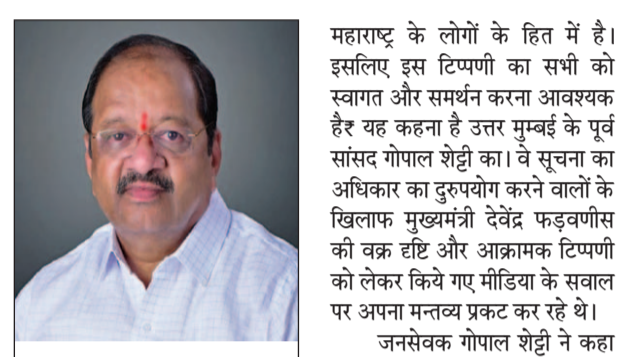 महाराष्ट्र के लोगों के हित में है।
इसलिए इस टिप्पणी का सभी को
स्वागत और समर्थन करना आवश्यक
है₹ यह कहना है उत्तर मुम्बई के पूर्व
सांसद गोपाल शेट्टी का। वे सूचना का
अधिकार का दुरुपयोग करने वालों के
खिलाफ मुख्यमंत्री देवेंद्र फड़वणीस
की वक्र दृष्टि और आक्रामक टिप्पणी
को लेकर किये गए मीडिया के सवाल
पर अपना मन्तव्य प्रकट कर रहे थे।
जनसेवक गोपाल शेट्टी ने कहा